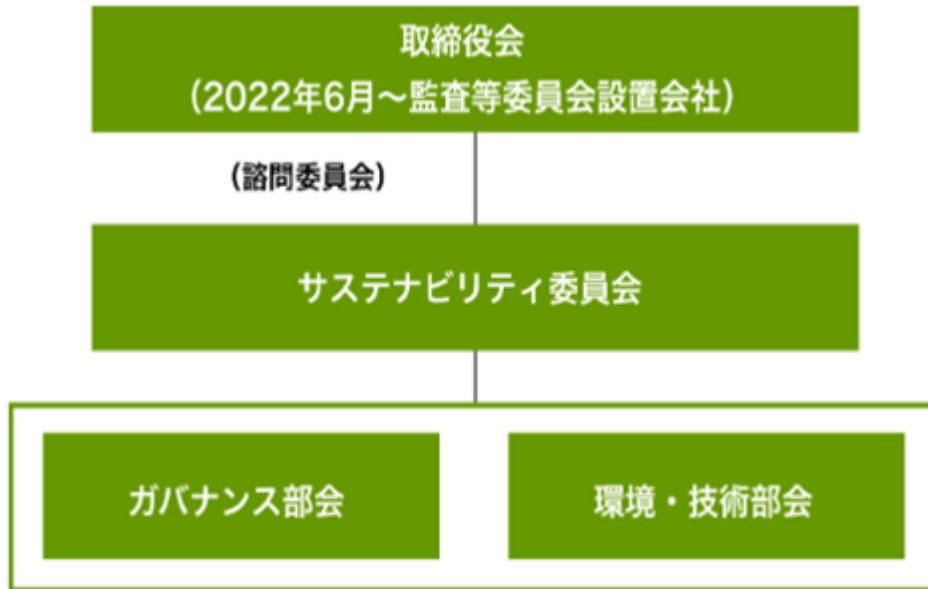 取締役会
（2022年6月〜監査等委員会設置会社）
（諮問委員会）
サステナビリティ委員会
ガバナンス部会
環境・技術部会